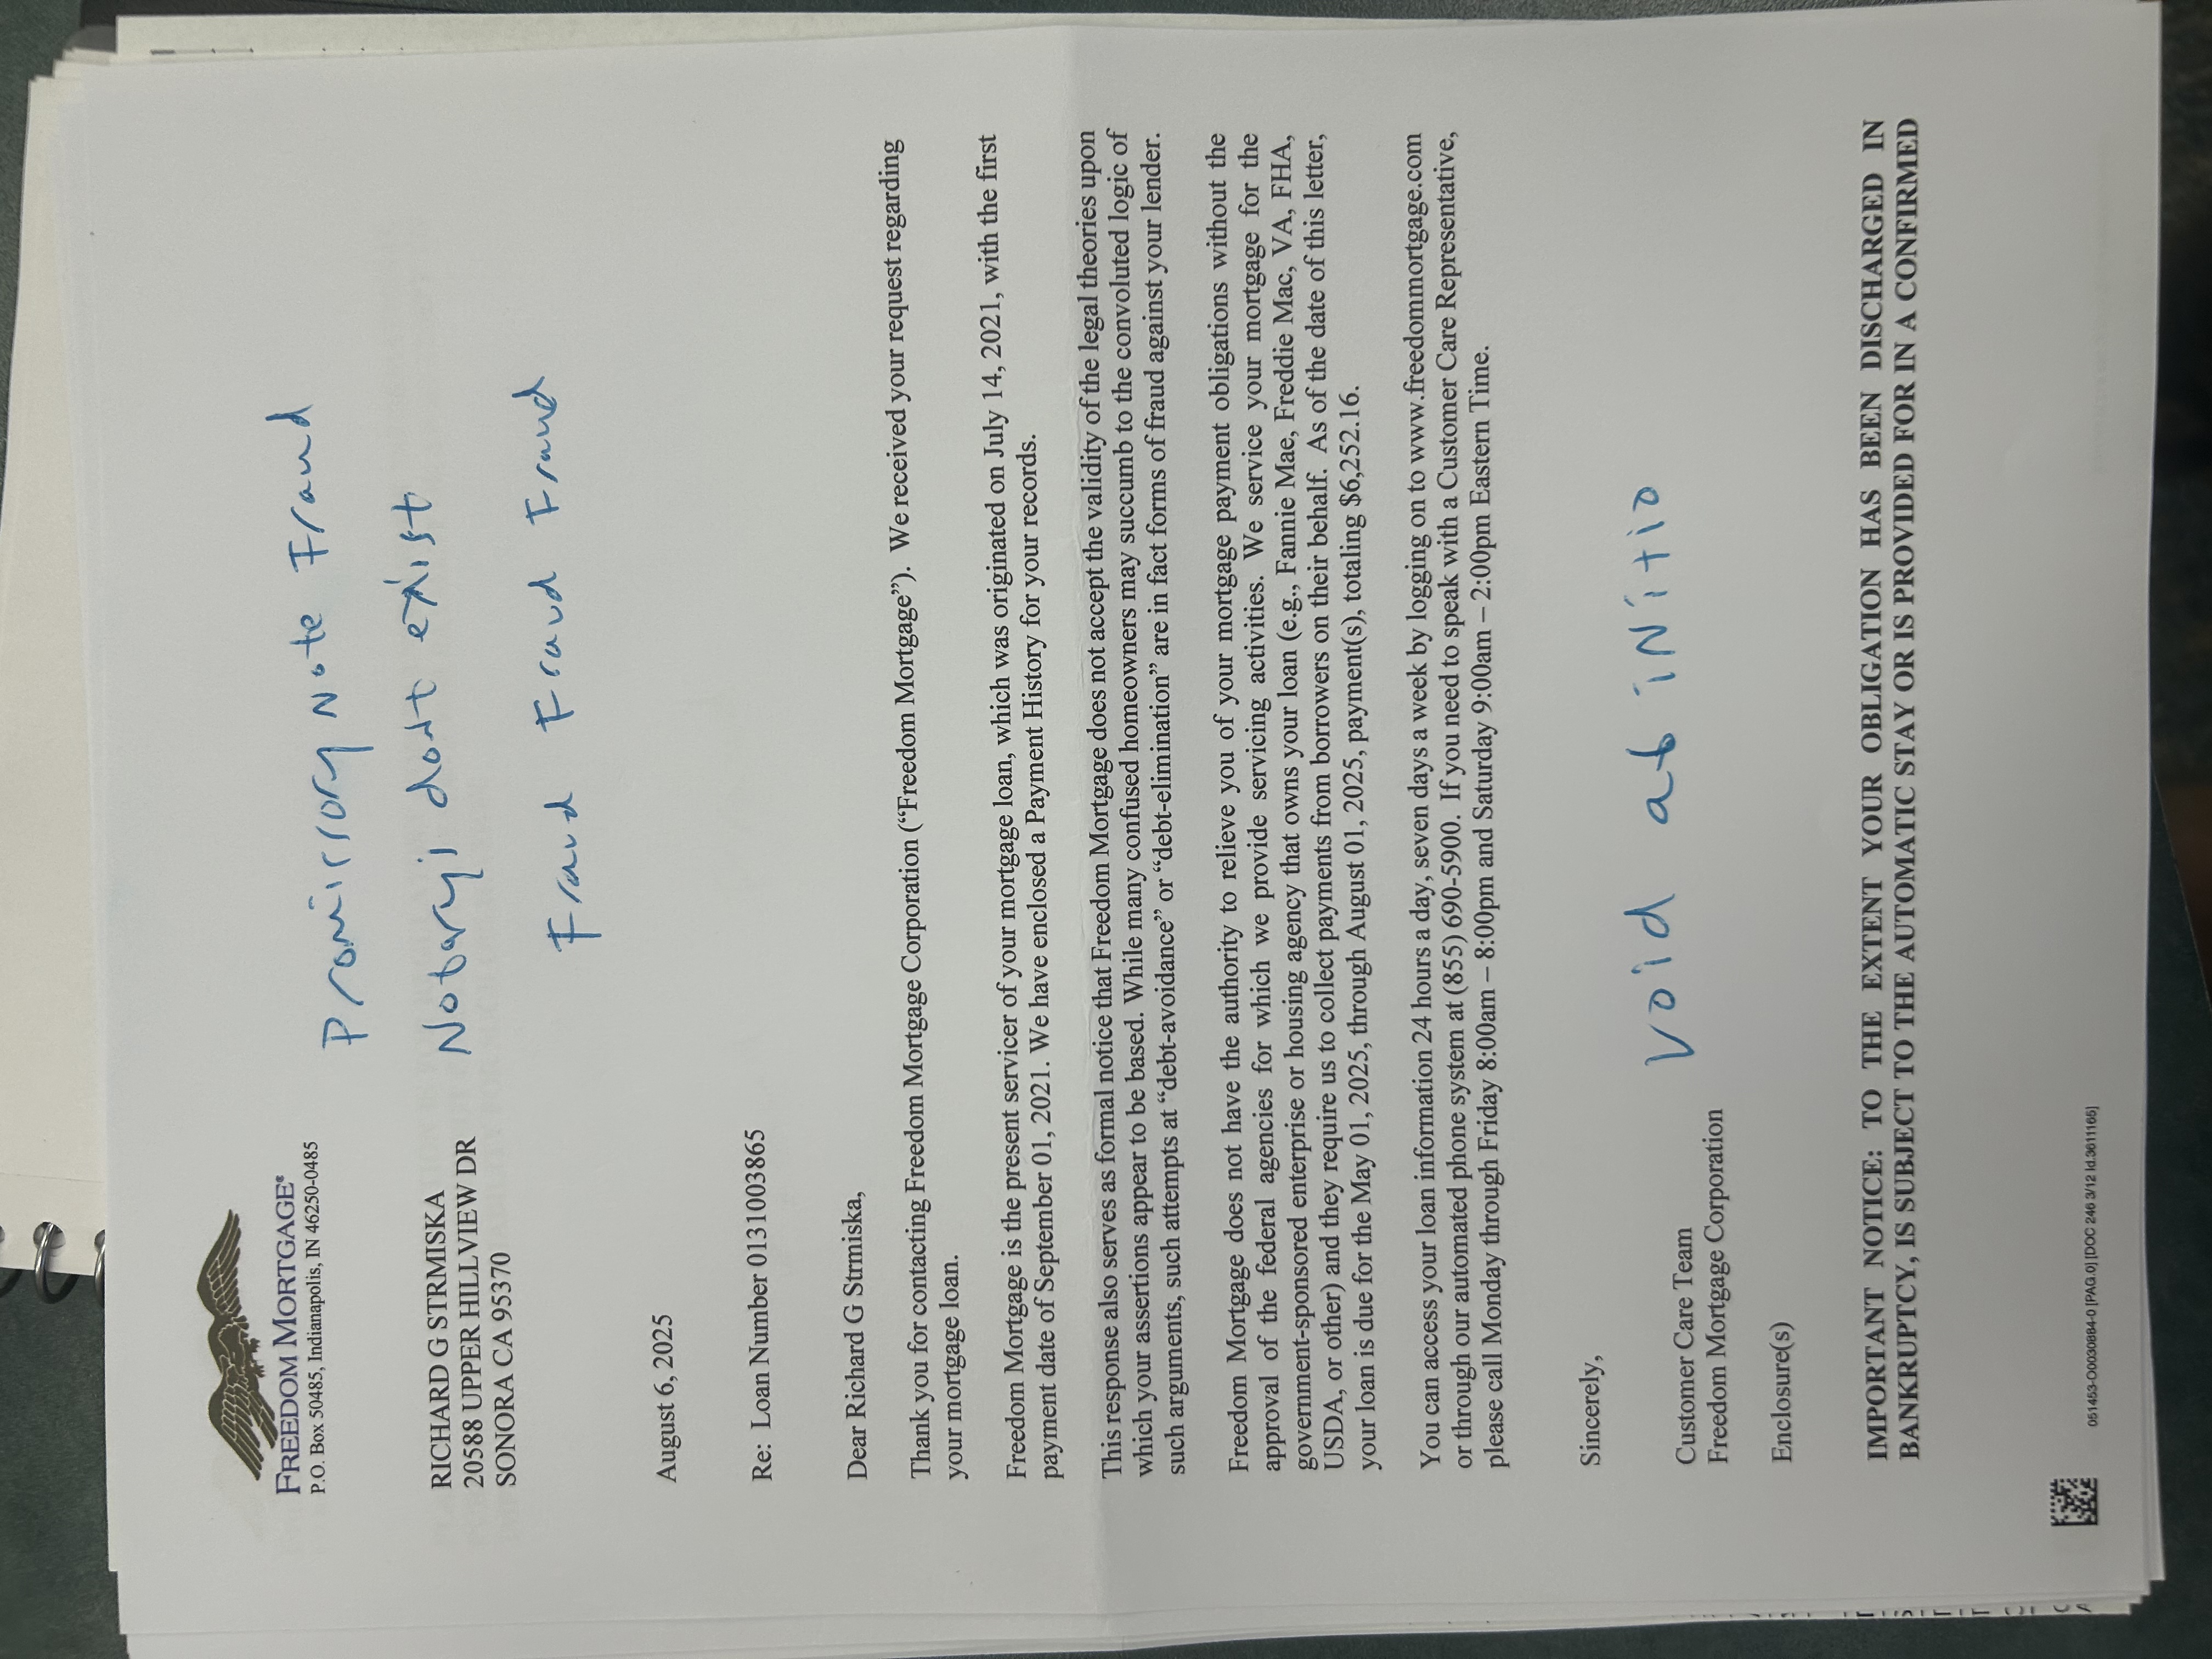 FREEDOM MORTGAGE®
P.O. Box 50485, Indianapolis, IN 46250-0485
Promissory Note Fraud
Notary's don't exist
RICHARD G STRMISKA
20588 UPPER HILLVIEW DR
SONORA CA 95370
Fraud Fraud Fraud
August 6, 2025
Re: Loan Number 0131003865
Dear Richard G Strmiska,
Thank you for contacting Freedom Mortgage Corporation (“Freedom Mortgage”). We received your request regarding
your mortgage loan.
Freedom Mortgage is the present servicer of your mortgage loan, which was originated on July 14, 2021, with the first
payment date of September 01, 2021. We have enclosed a Payment History for your records.
This response also serves as formal notice that Freedom Mortgage does not accept the validity of the legal theories upon
which your assertions appear to be based. While many confused homeowners may succumb to the convoluted logic of
such arguments, such attempts at “debt-avoidance” or “debt-elimination” are in fact forms of fraud against your lender.
Freedom Mortgage does not have the authority to relieve you of your mortgage payment obligations without the
approval of the federal agencies for which we provide servicing activities. We service your mortgage for the
government-sponsored enterprise or housing agency that owns your loan (e.g., Fannie Mae, Freddie Mac, VA, FHA,
USDA, or other) and they require us to collect payments from borrowers on their behalf. As of the date of this letter,
your loan is due for the May 01, 2025, through August 01, 2025, payment(s), totaling $6,252.16.
You can access your loan information 24 hours a day, seven days a week by logging on to www.freedommortgage.com
or through our automated phone system at (855) 690-5900. If you need to speak with a Customer Care Representative,
please call Monday through Friday 8:00am – 8:00pm and Saturday 9:00am – 2:00pm Eastern Time.
Sincerely,
Void ab iNitio
Customer Care Team
Freedom Mortgage Corporation
Enclosure(s)
IMPORTANT NOTICE: TO THE EXTENT YOUR OBLIGATION HAS BEEN DISCHARGED IN
BANKRUPTCY, IS SUBJECT TO THE AUTOMATIC STAY OR IS PROVIDED FOR IN A CONFIRMED
051453-O0030884-0 [PAG.0] [DOC 246 3/12 Id.3611165]